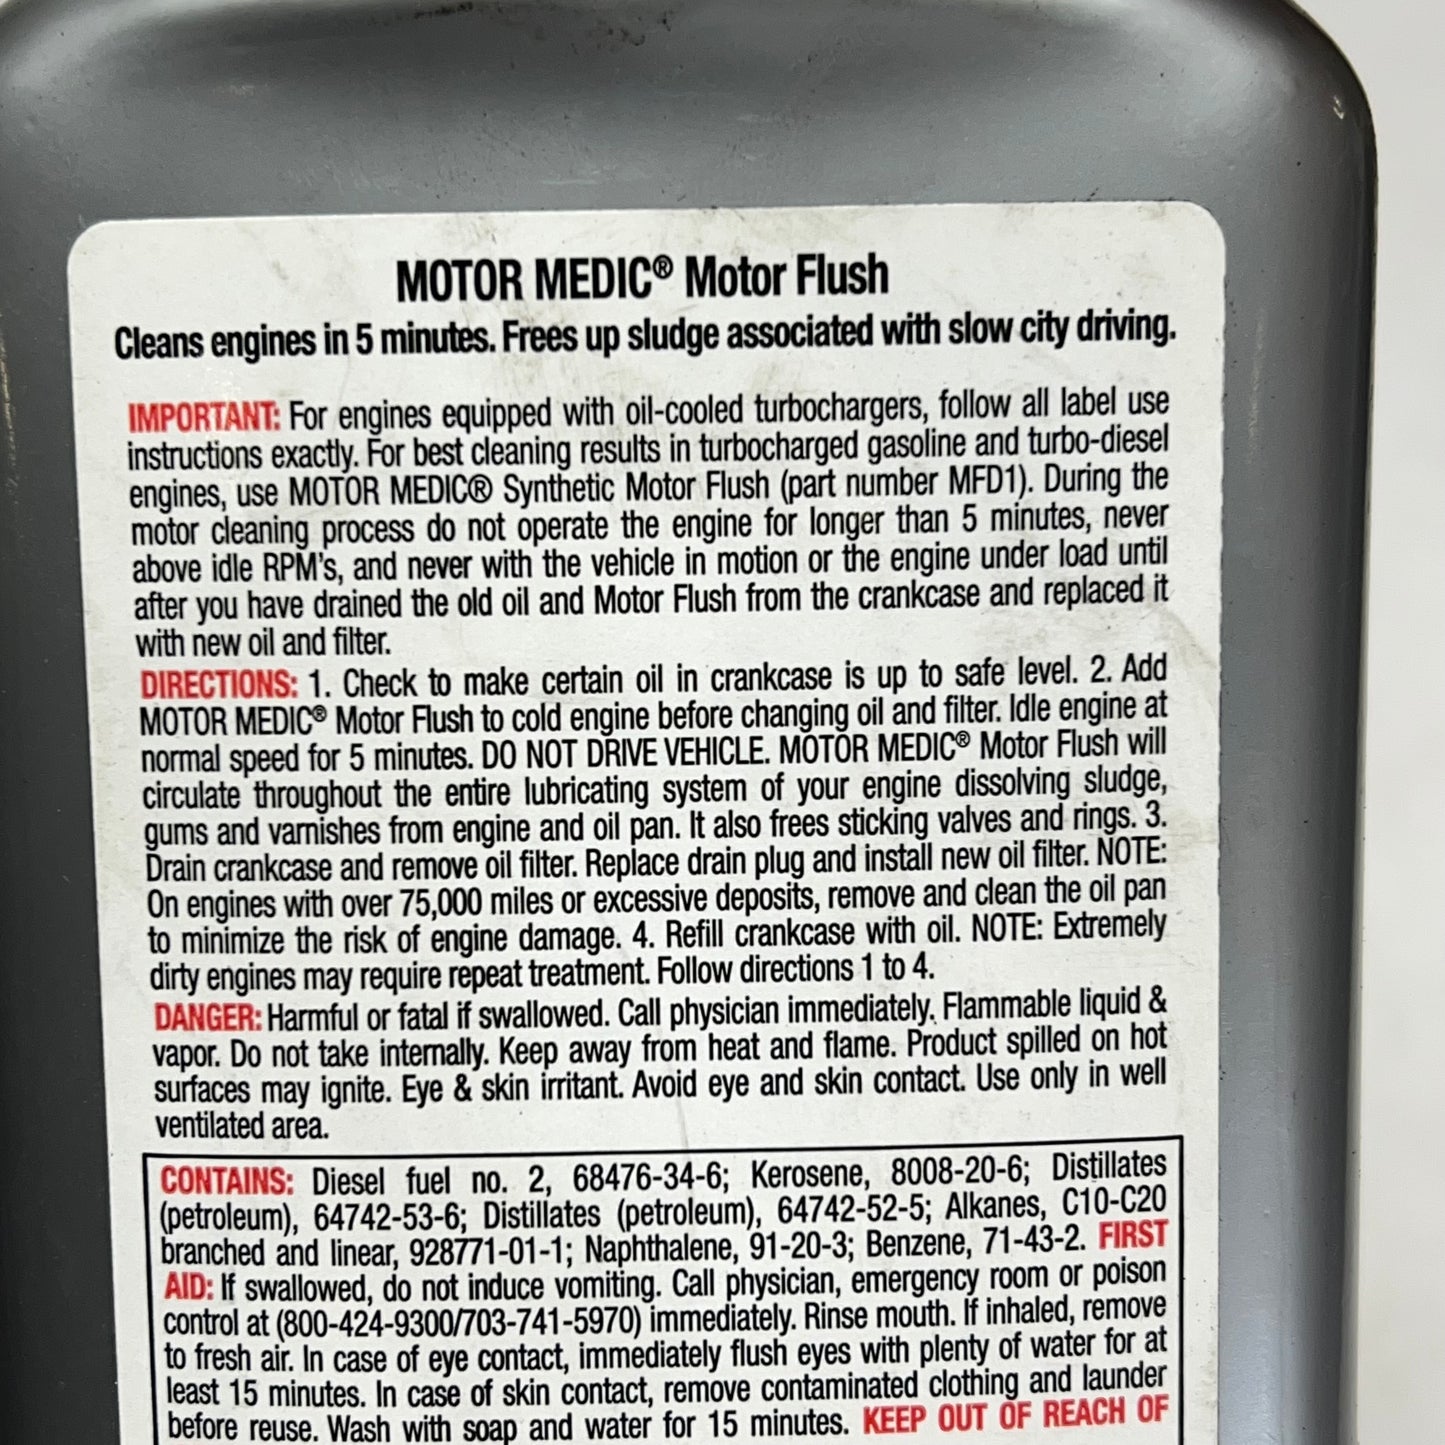 MOTOR MEDIC® Motor Flush
Cleans engines in 5 minutes. Frees up sludge associated with slow city driving.
IMPORTANT: For engines equipped with oil-cooled turbochargers, follow all label use
instructions exactly. For best cleaning results in turbocharged gasoline and turbo-diesel
engines, use MOTOR MEDIC® Synthetic Motor Flush (part number MFD1). During the
motor cleaning process do not operate the engine for longer than 5 minutes, never
above idle RPM's, and never with the vehicle in motion or the engine under load until
after you have drained the old oil and Motor Flush from the crankcase and replaced it
with new oil and filter.
DIRECTIONS: 1. Check to make certain oil in crankcase is up to safe level. 2. Add
MOTOR MEDIC® Motor Flush to cold engine before changing oil and filter. Idle engine at
normal speed for 5 minutes. DO NOT DRIVE VEHICLE. MOTOR MEDIC® Motor Flush will
circulate throughout the entire lubricating system of your engine dissolving sludge,
gums and varnishes from engine and oil pan. It also frees sticking valves and rings. 3.
Drain crankcase and remove oil filter. Replace drain plug and install new oil filter. NOTE:
On engines with over 75,000 miles or excessive deposits, remove and clean the oil pan
to minimize the risk of engine damage. 4. Refill crankcase with oil. NOTE: Extremely
dirty engines may require repeat treatment. Follow directions 1 to 4.
DANGER: Harmful or fatal if swallowed. Call physician immediately. Flammable liquid &
vapor. Do not take internally. Keep away from heat and flame. Product spilled on hot
surfaces may ignite. Eye & skin irritant. Avoid eye and skin contact. Use only in well
ventilated area.
CONTAINS: Diesel fuel no. 2, 68476-34-6; Kerosene, 8008-20-6; Distillates
(petroleum), 64742-53-6; Distillates (petroleum), 64742-52-5; Alkanes, C10-C20
branched and linear, 928771-01-1; Naphthalene, 91-20-3; Benzene, 71-43-2. FIRST
AID: If swallowed, do not induce vomiting. Call physician, emergency room or poison
control at (800-424-9300/703-741-5970) immediately. Rinse mouth. If inhaled, remove
to fresh air. In case of eye contact, immediately flush eyes with plenty of water for at
least 15 minutes. In case of skin contact, remove contaminated clothing and launder
before reuse. Wash with soap and water for 15 minutes. KEEP OUT OF REACH OF